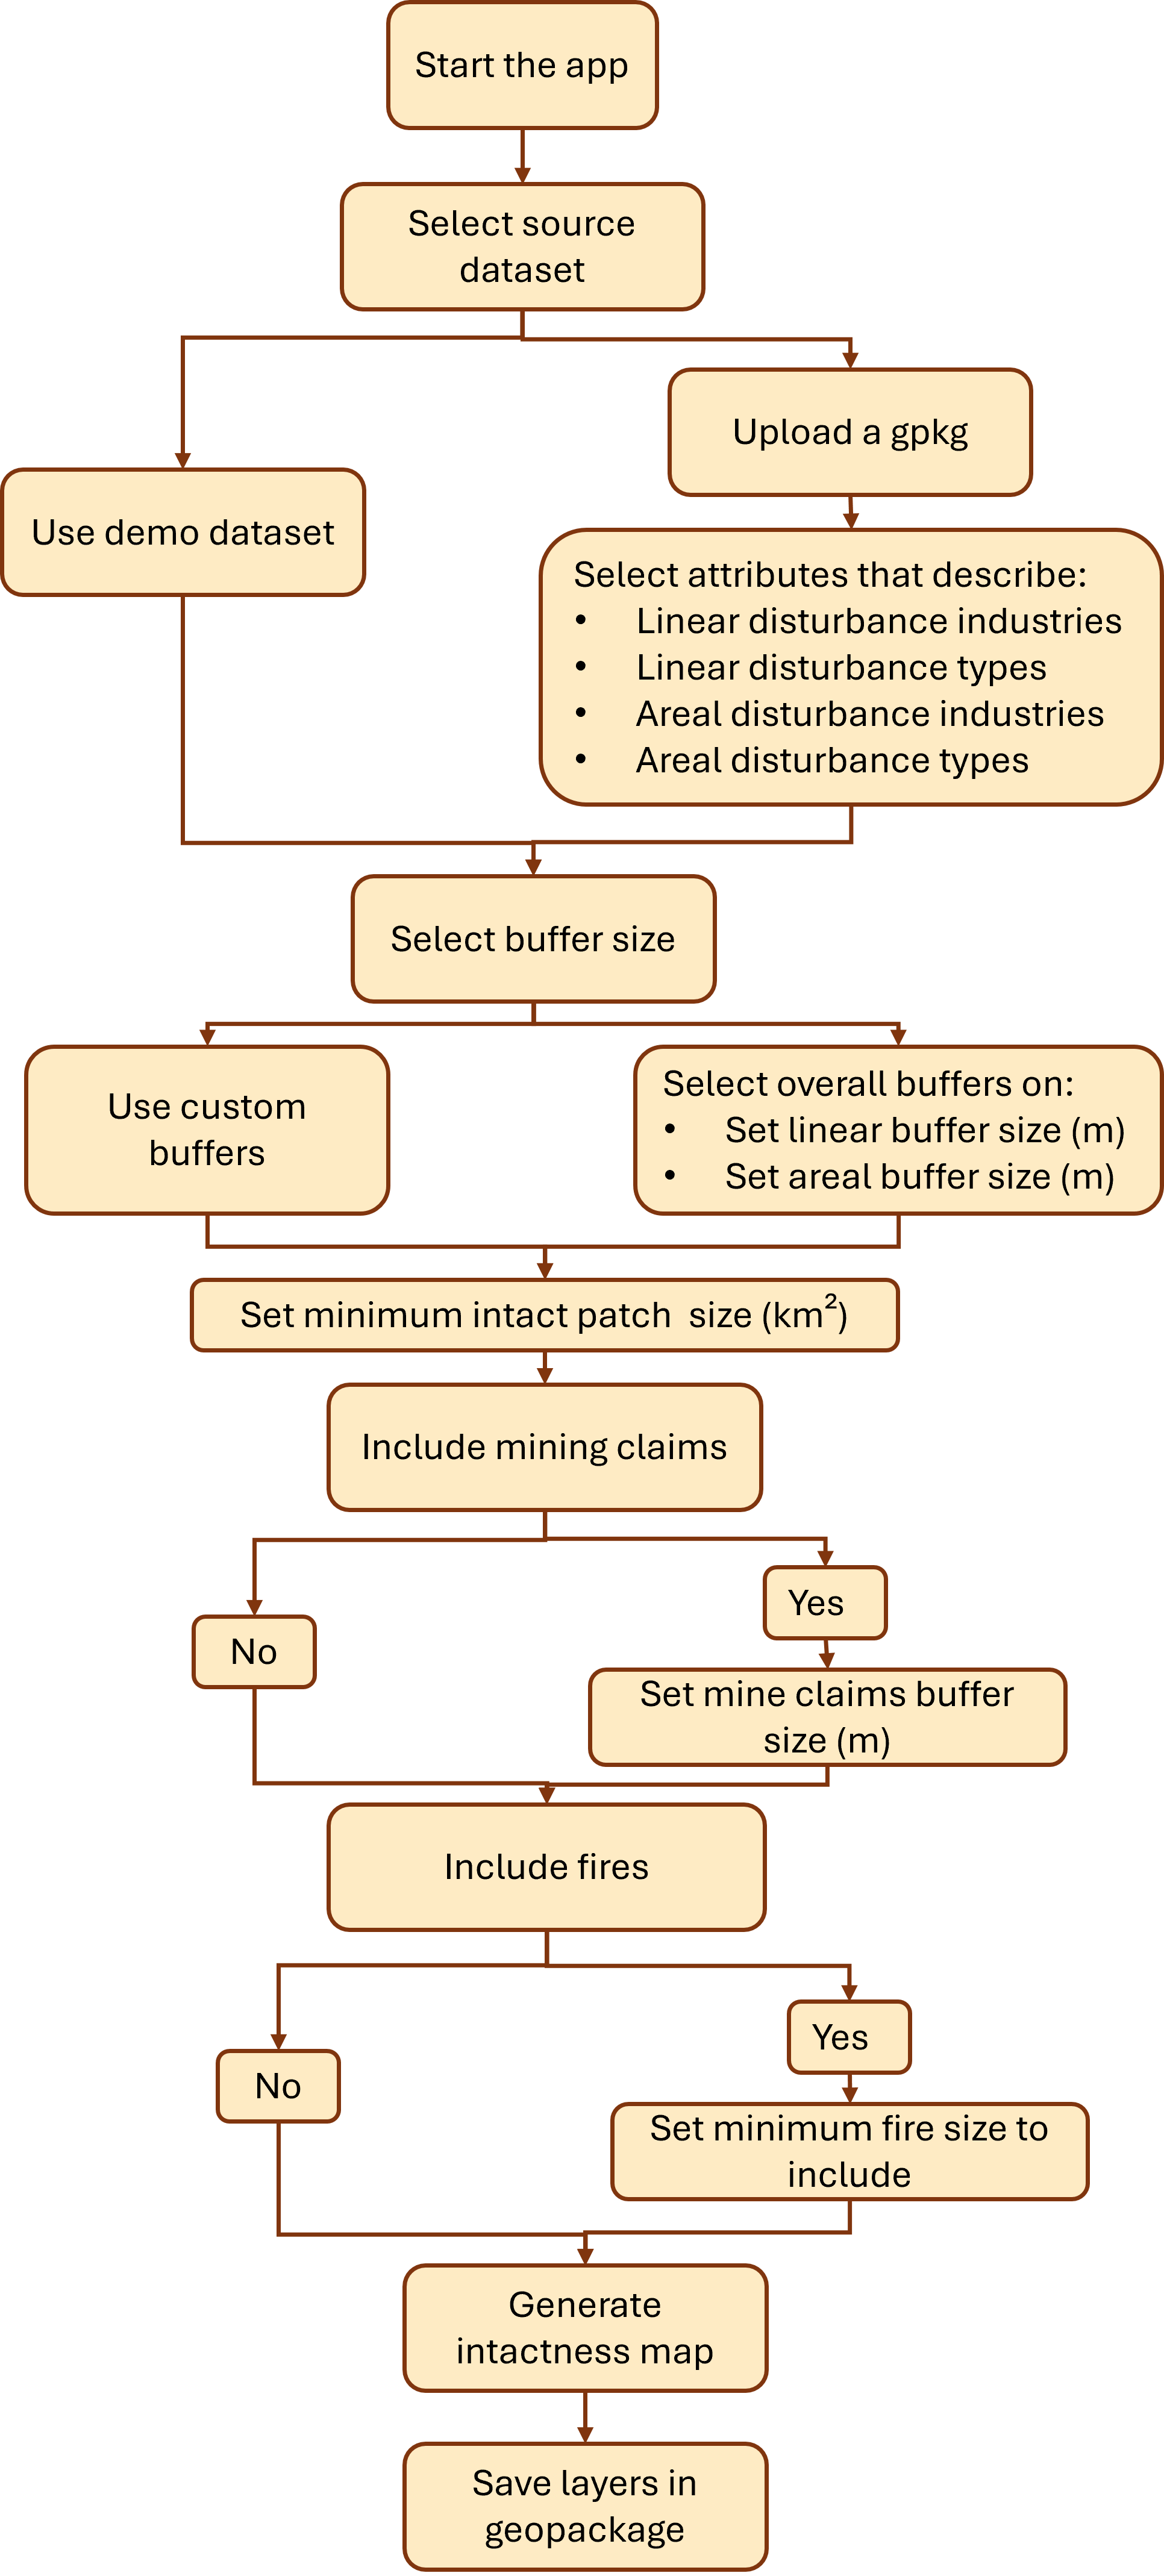 Start the app
Select source
dataset
Upload a gpkg
Use demo dataset
Select attributes that describe:
• Linear disturbance industries
• Linear disturbance types
• Areal disturbance industries
• Areal disturbance types
Select buffer size
Use custom
buffers
Select overall buffers on:
• Set linear buffer size (m)
• Set areal buffer size (m)
Set minimum intact patch size (km²)
Include mining claims
Yes
No
Set mine claims buffer
size (m)
Include fires
Yes
No
Set minimum fire size to
include
Generate
intactness map
Save layers in
geopackage